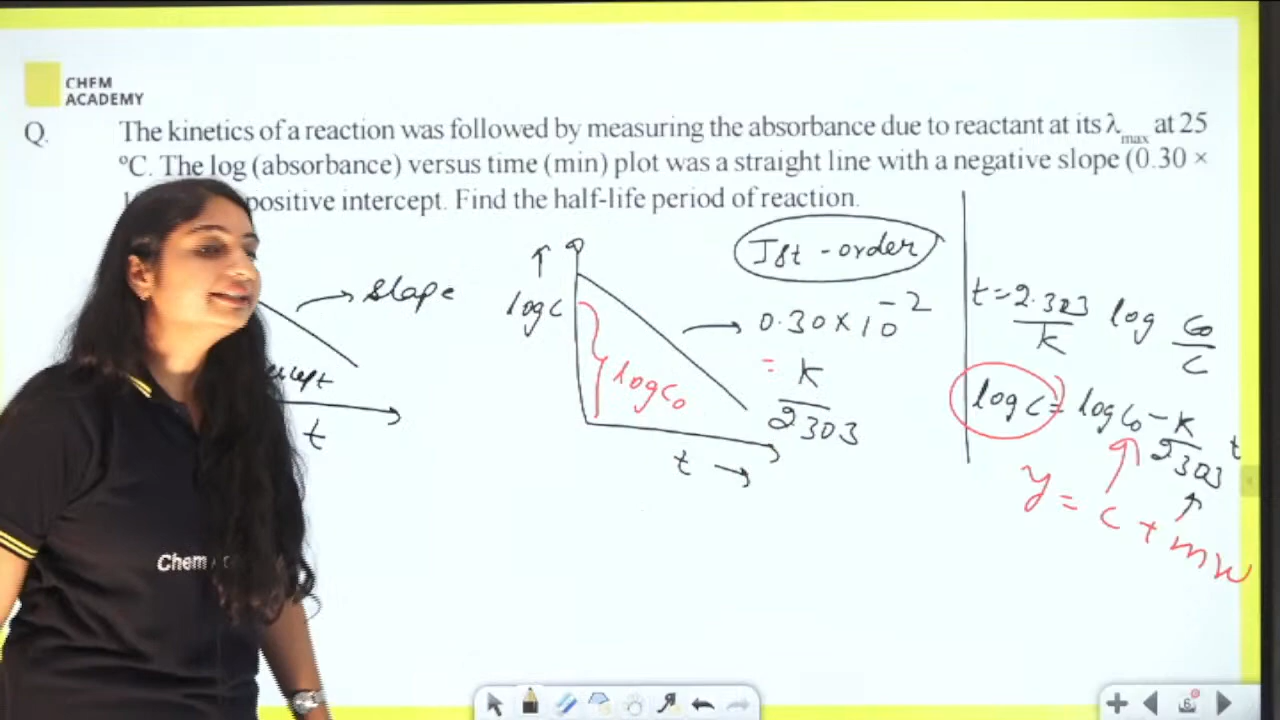 CHEM
ACADEMY
Q. The kinetics of a reaction was followed by measuring the absorbance due to reactant at its λmax at 25
ºC. The log (absorbance) versus time (min) plot was a straight line with a negative slope (0.30 ×
positive intercept. Find the half-life period of reaction.
slope
t
log C
log C₀
t →
Ist - order
0.30 × 10⁻²
= K
2303
t = 2.303 log C₀
K C
log C = log C₀ - K t
2303
y = c + mx
Chem
6